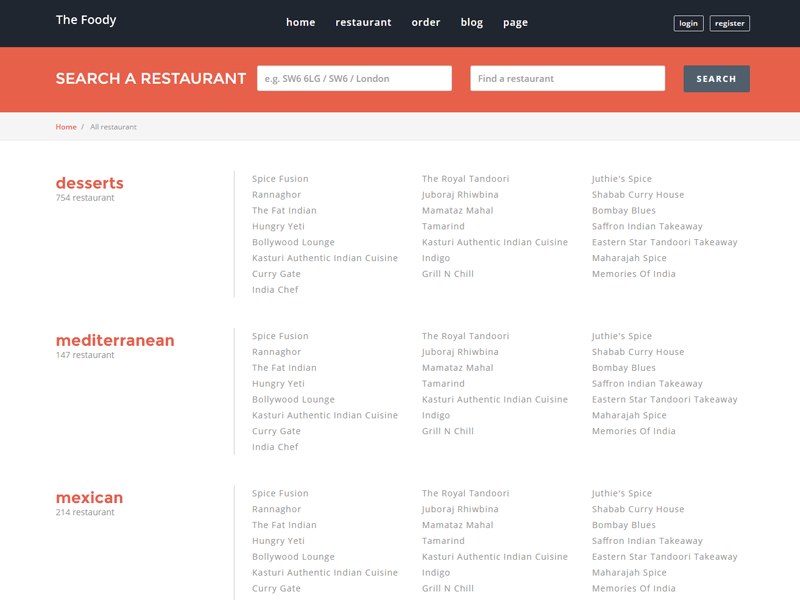 The Foody
home restaurant order blog page
login register
SEARCH A RESTAURANT
e.g. SW6 6LG / SW6 / London
Find a restaurant
SEARCH
Home / All restaurant
desserts
754 restaurant
Spice Fusion
Rannaghor
The Fat Indian
Hungry Yeti
Bollywood Lounge
Kasturi Authentic Indian Cuisine
Curry Gate
India Chef
The Royal Tandoori
Juboraj Rhiwbina
Mamataz Mahal
Tamarind
Kasturi Authentic Indian Cuisine
Indigo
Grill N Chill
Juthie's Spice
Shabab Curry House
Bombay Blues
Saffron Indian Takeaway
Eastern Star Tandoori Takeaway
Maharajah Spice
Memories Of India
mediterranean
147 restaurant
Spice Fusion
Rannaghor
The Fat Indian
Hungry Yeti
Bollywood Lounge
Kasturi Authentic Indian Cuisine
Curry Gate
India Chef
The Royal Tandoori
Juboraj Rhiwbina
Mamataz Mahal
Tamarind
Kasturi Authentic Indian Cuisine
Indigo
Grill N Chill
Juthie's Spice
Shabab Curry House
Bombay Blues
Saffron Indian Takeaway
Eastern Star Tandoori Takeaway
Maharajah Spice
Memories Of India
mexican
214 restaurant
Spice Fusion
Rannaghor
The Fat Indian
Hungry Yeti
Bollywood Lounge
Kasturi Authentic Indian Cuisine
Curry Gate
The Royal Tandoori
Juboraj Rhiwbina
Mamataz Mahal
Tamarind
Kasturi Authentic Indian Cuisine
Indigo
Grill N Chill
Juthie's Spice
Shabab Curry House
Bombay Blues
Saffron Indian Takeaway
Eastern Star Tandoori Takeaway
Maharajah Spice
Memories Of India